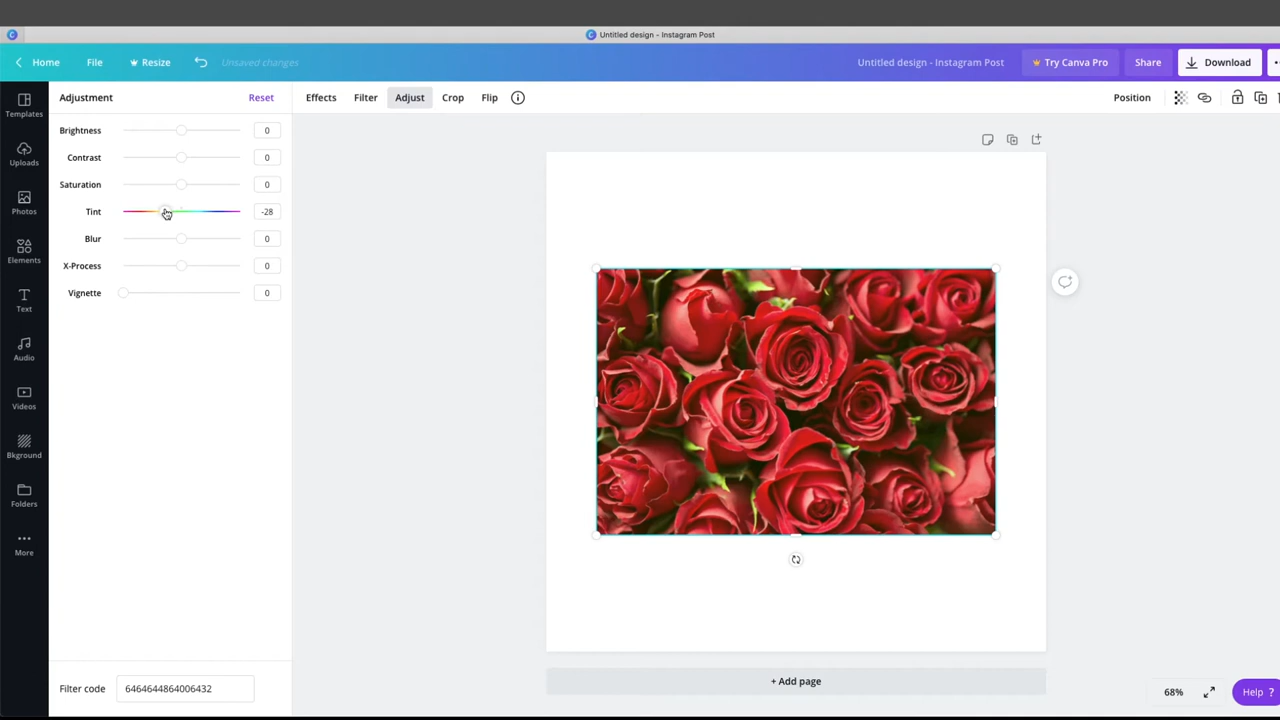 Untitled design - Instagram Post
Home File Resize Unsaved changes Untitled design - Instagram Post Try Canva Pro Share Download
Adjustment Reset Effects Filter Adjust Crop Flip Position
Templates
Uploads
Photos
Elements
Text
Audio
Videos
Bkground
Folders
More
Brightness 0
Contrast 0
Saturation 0
Tint -28
Blur 0
X-Process 0
Vignette 0
+ Add page
Filter code 6464644864006432
68% Help ?